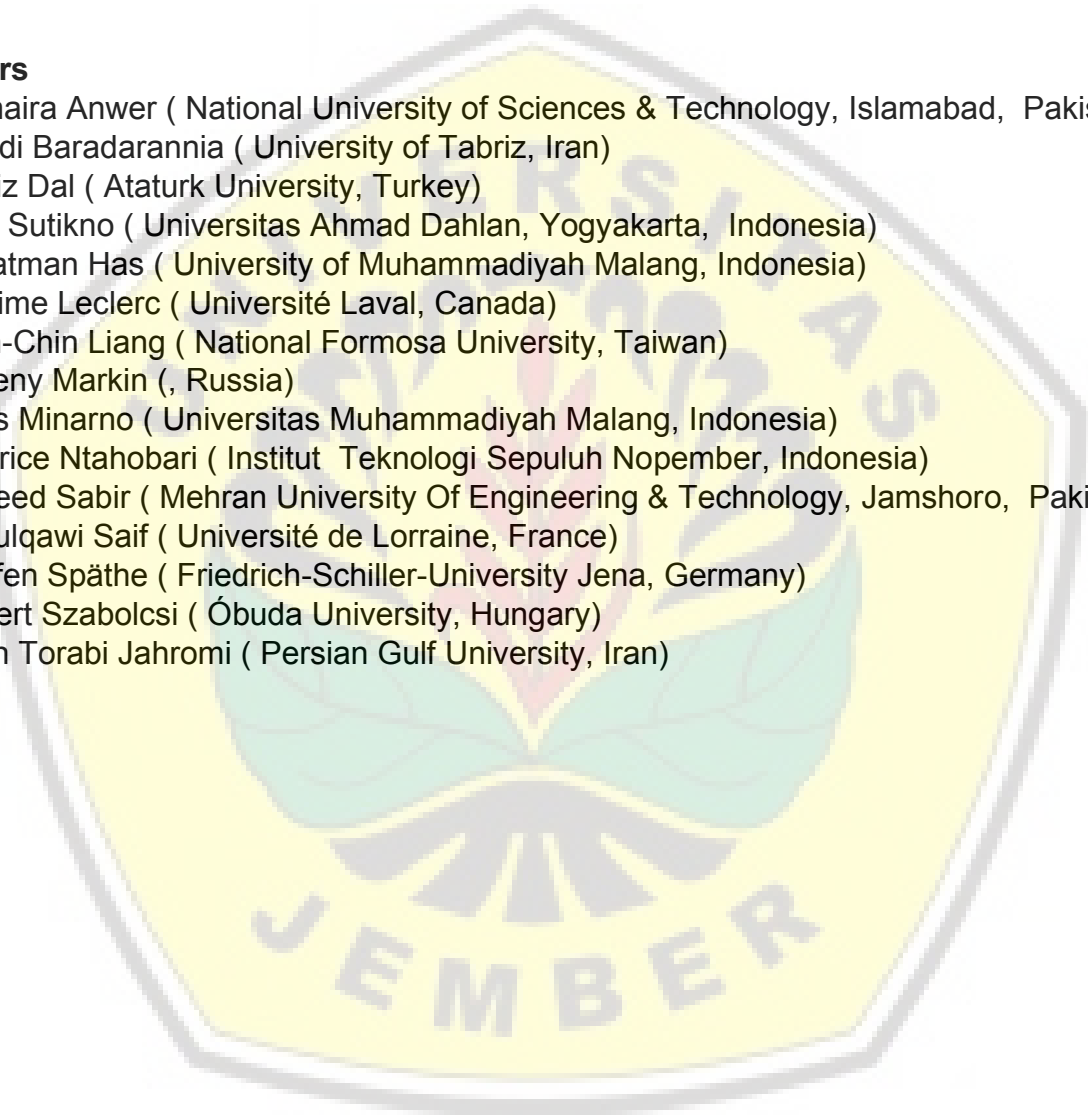 rs
naira Anwer ( National University of Sciences & Technology, Islamabad, Pakis
di Baradarannia ( University of Tabriz, Iran)
iz Dal ( Ataturk University, Turkey)
Sutikno ( Universitas Ahmad Dahlan, Yogyakarta, Indonesia)
atman Has ( University of Muhammadiyah Malang, Indonesia)
ime Leclerc ( Université Laval, Canada)
-Chin Liang ( National Formosa University, Taiwan)
eny Markin (, Russia)
s Minarno ( Universitas Muhammadiyah Malang, Indonesia)
rice Ntahobari ( Institut Teknologi Sepuluh Nopember, Indonesia)
eed Sabir ( Mehran University Of Engineering & Technology, Jamshoro, Paki
ulqawi Saif ( Université de Lorraine, France)
fen Späthe ( Friedrich-Schiller-University Jena, Germany)
ert Szabolcsi ( Óbuda University, Hungary)
n Torabi Jahromi ( Persian Gulf University, Iran)
UNIVERSITAS
JEMBER